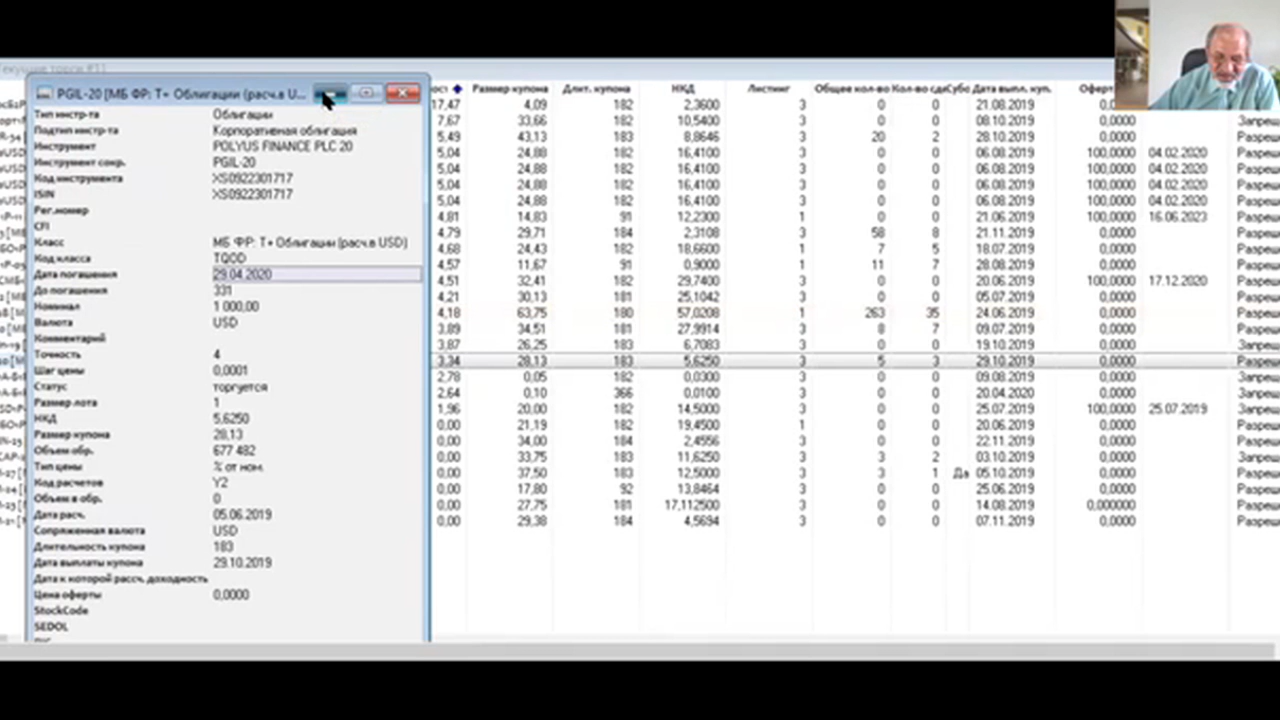 Текущие торги #11
PGIL-20 [МБ ФР: Т+ Облигации (расч.в U...
Тип инстр-та Облигации
Подтип инстр-та Корпоративная облигация
Инструмент POLYUS FINANCE PLC 20
Инструмент сокр. PGIL-20
Код инструмента XS0922301717
ISIN XS0922301717
Рег.номер
CFI
Класс МБ ФР: Т+ Облигации (расч.в USD)
Код класса TQOD
Дата погашения 29.04.2020
До погашения 331
Номинал 1 000,00
Валюта USD
Комментарий
Точность 4
Шаг цены 0,0001
Статус торгуется
Размер лота 1
НКД 5,6250
Размер купона 28,13
Объем обр. 677 482
Тип цены % от ном.
Код расчетов Y2
Объем в обр. 0
Дата расч. 05.06.2019
Сопряженная валюта USD
Длительность купона 183
Дата выплаты купона 29.10.2019
Дата к которой рассч. доходность
Цена оферты 0,0000
StockCode
SEDOL
Размер купона Длит. купона НКД Листинг Общее кол-во Кол-во сде Субо Дата выпл. куп. Оферт
17,47 4,09 182 2,3600 3 0 0 21.08.2019
7,67 33,66 182 10,5400 3 0 0 08.10.2019 0,0000 Запрещ
5,49 43,13 183 8,8646 3 20 2 28.10.2019 0,0000 Разреш
5,04 24,88 182 16,4100 3 0 0 06.08.2019 100,0000 04.02.2020 Разреш
5,04 24,88 182 16,4100 3 0 0 06.08.2019 100,0000 04.02.2020 Разреш
5,04 24,88 182 16,4100 3 0 0 06.08.2019 100,0000 04.02.2020 Разреш
5,04 24,88 182 16,4100 3 0 0 06.08.2019 100,0000 04.02.2020 Разреш
4,81 14,83 91 12,2300 1 0 0 21.06.2019 100,0000 16.06.2023 Разреш
4,79 29,71 184 2,3108 3 58 8 21.11.2019 0,0000 Разреш
4,68 24,43 182 18,6600 1 7 5 18.07.2019 0,0000 Разреш
4,57 11,67 91 0,9000 1 11 7 28.08.2019 0,0000 Разреш
4,51 32,41 182 29,7400 3 0 0 20.06.2019 100,0000 17.12.2020 Разреш
4,21 30,13 181 25,1042 3 0 0 05.07.2019 0,0000 Разреш
4,18 63,75 180 57,0208 1 263 35 24.06.2019 0,0000 Разреш
3,89 34,51 181 27,9914 3 8 7 09.07.2019 0,0000 Разреш
3,87 26,25 183 6,7083 3 0 0 19.10.2019 0,0000 Запрещ
3,34 28,13 183 5,6250 3 5 3 29.10.2019 0,0000 Разреш
2,78 0,05 182 0,0300 3 0 0 09.08.2019 0,0000 Запрещ
2,64 0,10 366 0,0100 3 0 0 20.04.2020 0,0000 Запрещ
1,96 20,00 182 14,5000 3 0 0 25.07.2019 100,0000 25.07.2019 Запрещ
0,00 21,19 182 19,4500 1 0 0 20.06.2019 0,0000 Разреш
0,00 34,00 184 2,4556 3 0 0 22.11.2019 0,0000 Разреш
0,00 33,75 183 11,6250 3 3 2 03.10.2019 0,0000 Запрещ
0,00 37,50 183 12,5000 3 3 1 Да 05.10.2019 0,0000 Разреш
0,00 17,80 92 13,8464 3 0 0 25.06.2019 0,0000 Разреш
0,00 27,75 181 17,112500 3 0 0 14.08.2019 0,000000 Разреш
0,00 29,38 184 4,5694 3 0 0 07.11.2019 0,0000 Разреш